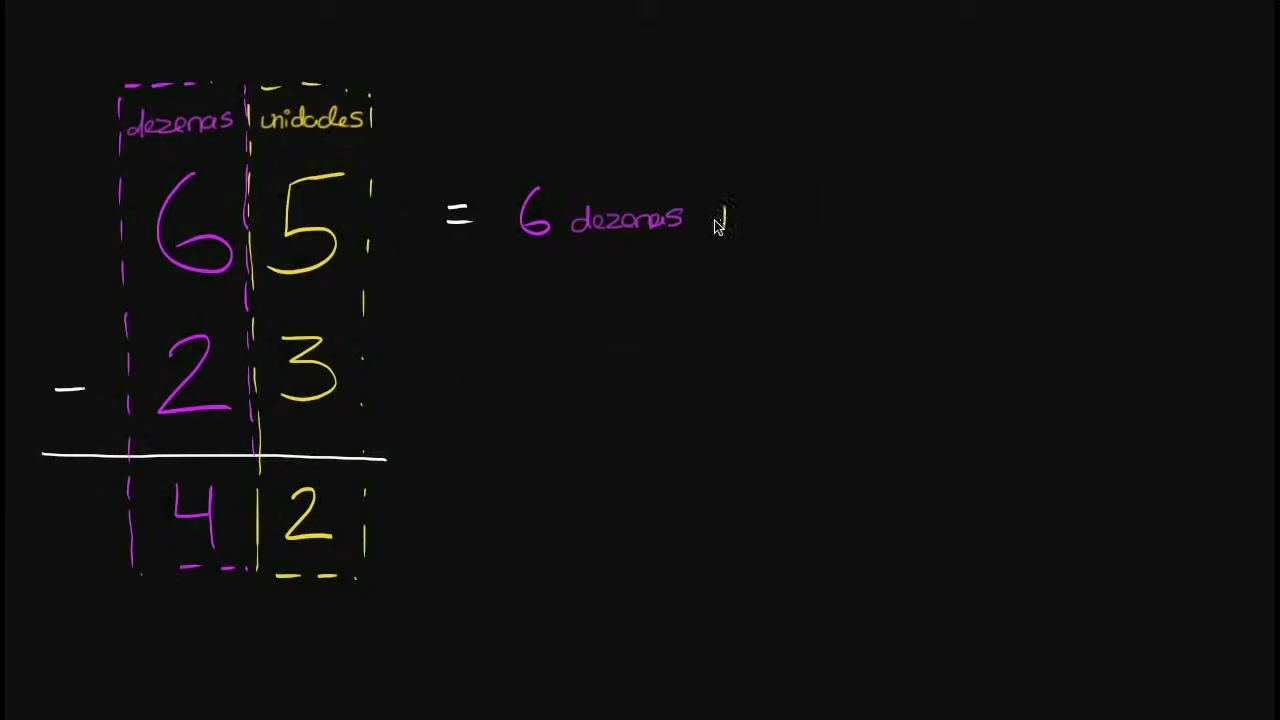 dezenas unidades
65 = 6 dezenas
- 23
42